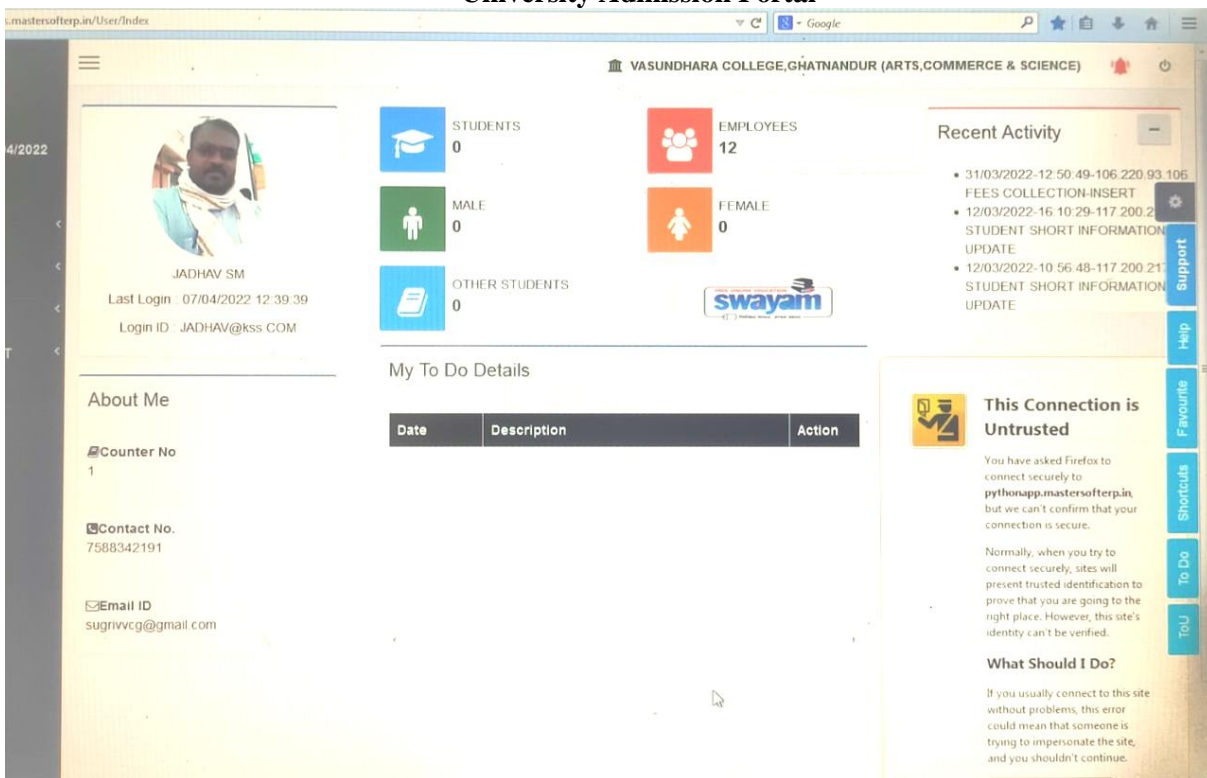 University Admission Portal
s.mastersofterp.in/User/Index
Google
VASUNDHARA COLLEGE,GHATNANDUR (ARTS,COMMERCE & SCIENCE)
4/2022
JADHAV SM
Last Login : 07/04/2022 12:39:39
Login ID : JADHAV@kss COM
STUDENTS
0
EMPLOYEES
12
MALE
0
FEMALE
0
OTHER STUDENTS
0
swayam
Recent Activity
31/03/2022-12 50:49-106.220.93.106
FEES COLLECTION-INSERT
12/03/2022-16 10:29-117.200.2
STUDENT SHORT INFORMATION
UPDATE
12/03/2022-10 56 48-117 200 217
STUDENT SHORT INFORMATION
UPDATE
Support
Help
Favourite
Shortcuts
To Do
ToU
T
About Me
Counter No
1
Contact No.
7588342191
Email ID
sugrivvcg@gmail com
My To Do Details
Date Description Action
This Connection is
Untrusted
You have asked Firefox to
connect securely to
pythonapp.mastersofterp.in,
but we can't confirm that your
connection is secure.
Normally, when you try to
connect securely, sites will
present trusted identification to
prove that you are going to the
right place. However, this site's
identity can't be verified.
What Should I Do?
If you usually connect to this site
without problems, this error
could mean that someone is
trying to impersonate the site,
and you shouldn't continue.